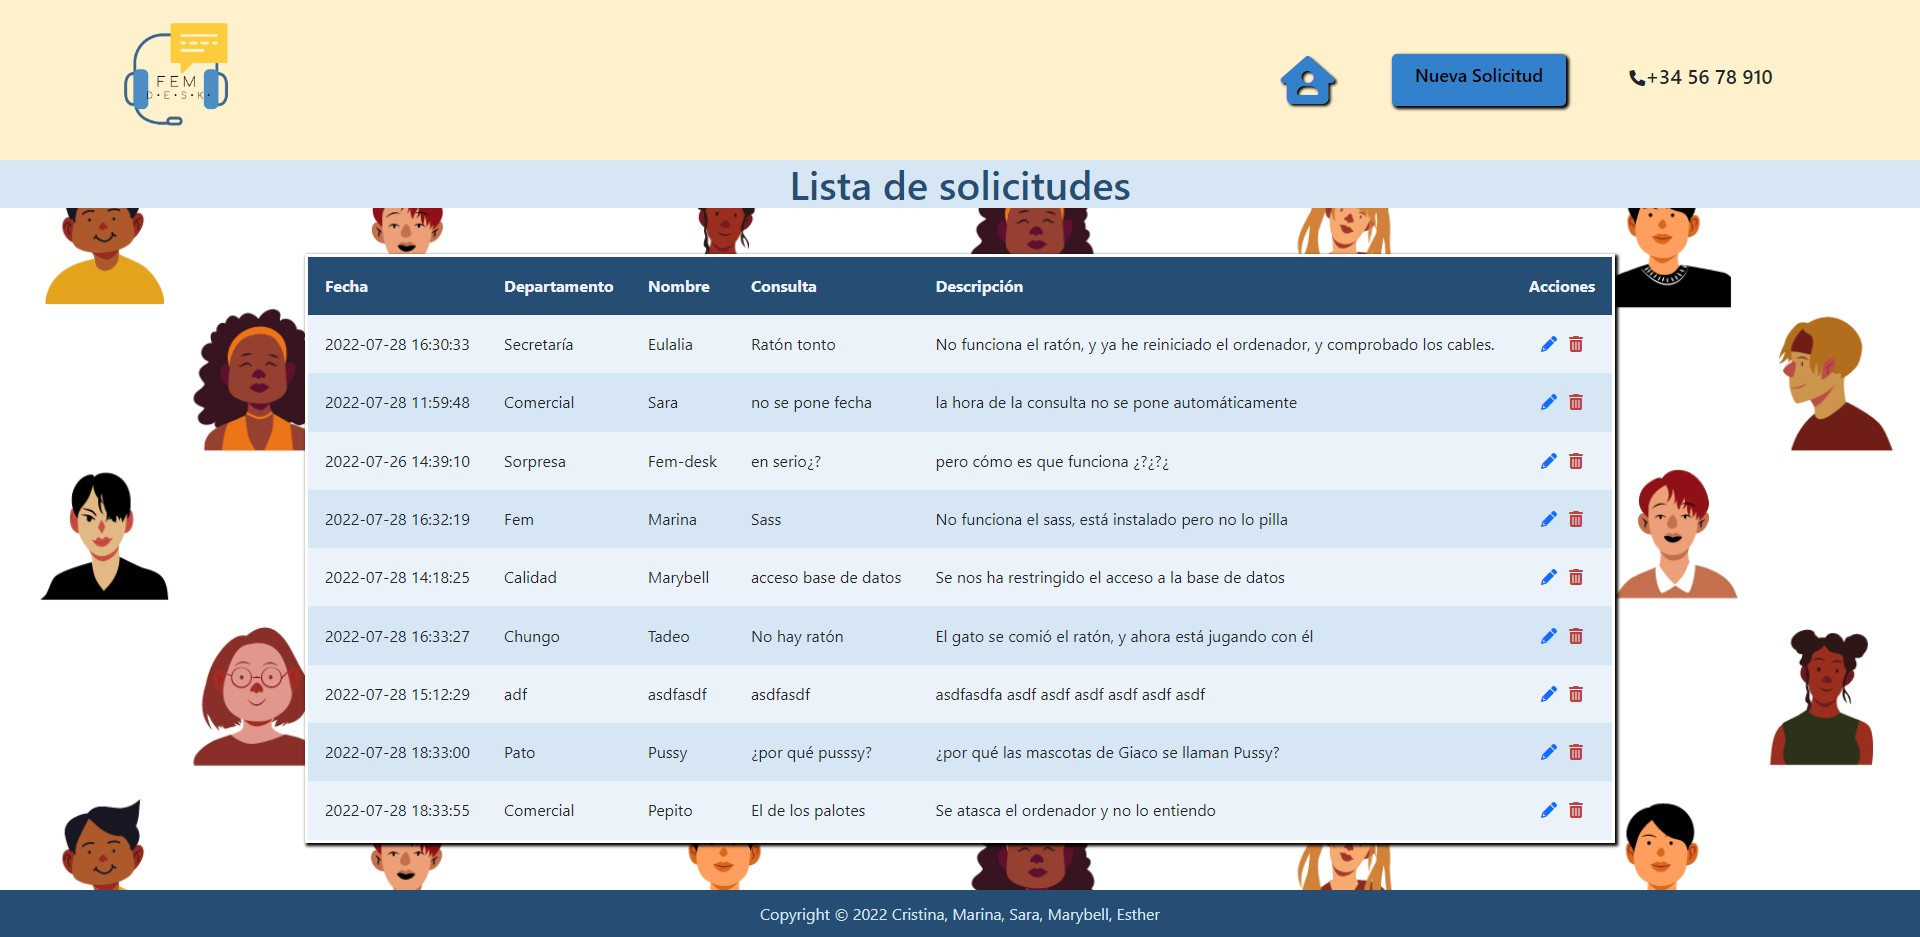 FEM
D·E·S·K·
Nueva Solicitud
+34 56 78 910
Lista de solicitudes
Fecha Departamento Nombre Consulta Descripción Acciones
2022-07-28 16:30:33 Secretaría Eulalia Ratón tonto No funciona el ratón, y ya he reiniciado el ordenador, y comprobado los cables.
2022-07-28 11:59:48 Comercial Sara no se pone fecha la hora de la consulta no se pone automáticamente
2022-07-26 14:39:10 Sorpresa Fem-desk en serio¿? pero cómo es que funciona ¿?¿?¿
2022-07-28 16:32:19 Fem Marina Sass No funciona el sass, está instalado pero no lo pilla
2022-07-28 14:18:25 Calidad Marybell acceso base de datos Se nos ha restringido el acceso a la base de datos
2022-07-28 16:33:27 Chungo Tadeo No hay ratón El gato se comió el ratón, y ahora está jugando con él
2022-07-28 15:12:29 adf asdfasdf asdfasdf asdfasdfa asdf asdf asdf asdf asdf asdf
2022-07-28 18:33:00 Pato Pussy ¿por qué pusssy? ¿por qué las mascotas de Giaco se llaman Pussy?
2022-07-28 18:33:55 Comercial Pepito El de los palotes Se atasca el ordenador y no lo entiendo
Copyright © 2022 Cristina, Marina, Sara, Marybell, Esther